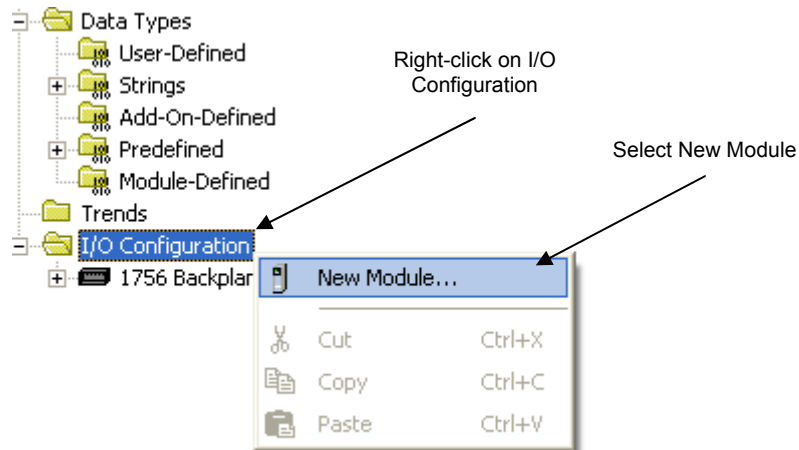 Data Types
User-Defined
Strings
Add-On-Defined
Predefined
Module-Defined
Trends
I/O Configuration
1756 Backplar
Right-click on I/O
Configuration
Select New Module
New Module...
Cut Ctrl+X
Copy Ctrl+C
Paste Ctrl+V